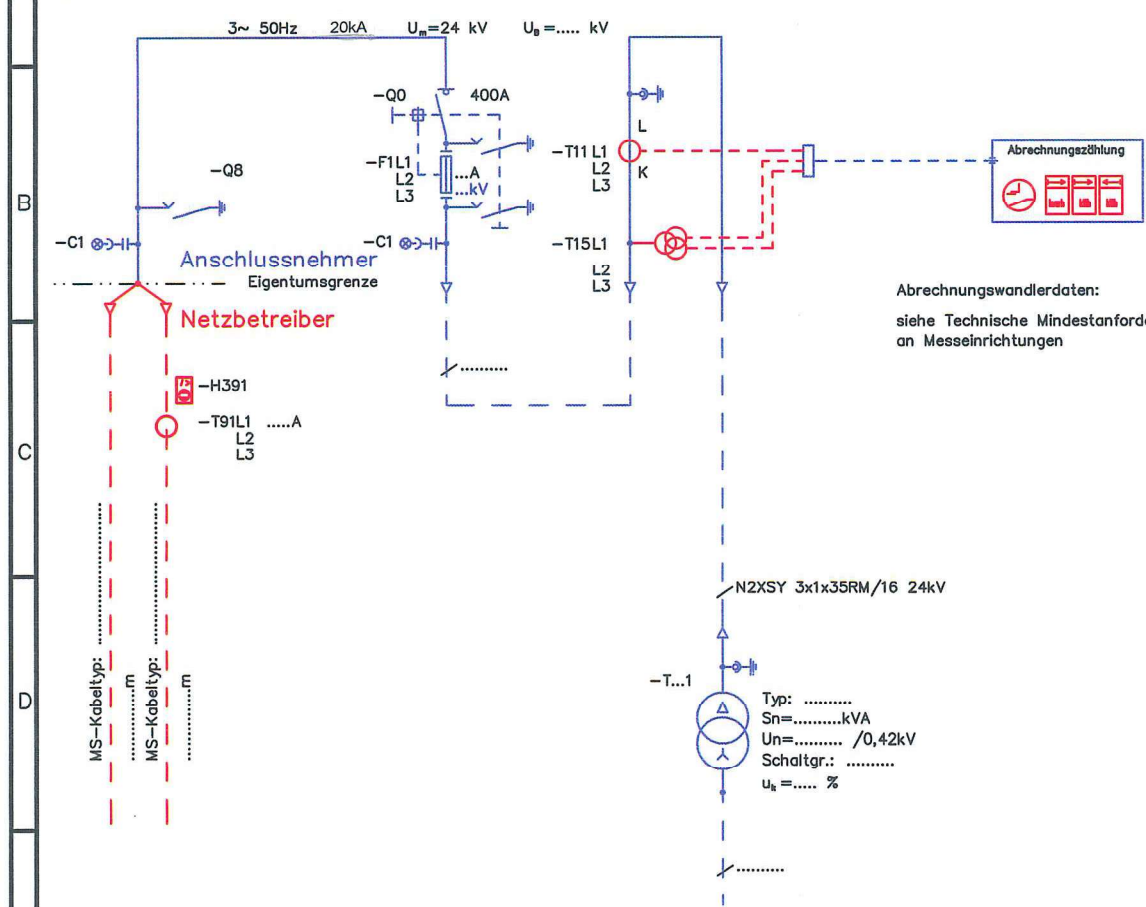 3~ 50Hz 20kA Um=24 kV UB=..... kV
-Q0 400A
-F1L1 ...A
L2 ...kV
L3
-Q8
-C1
-C1
Anschlussnehmer
Eigentumsgrenze
Netzbetreiber
L
-T11 L1
L2 K
L3
-T15L1
L2
L3
Abrechnungszählung
Abrechnungswandlerdaten:
siehe Technische Mindestanforde
an Messeinrichtungen
..........
-H391
-T91L1 .....A
L2
L3
MS-Kabeltyp: ..............................
..............m
MS-Kabeltyp: ..............................
..............m
N2XSY 3x1x35RM/16 24kV
-T...1
Typ: ..........
Sn=..........kVA
Un=.......... /0,42kV
Schaltgr.: ..........
uk=..... %
..........
B
C
D